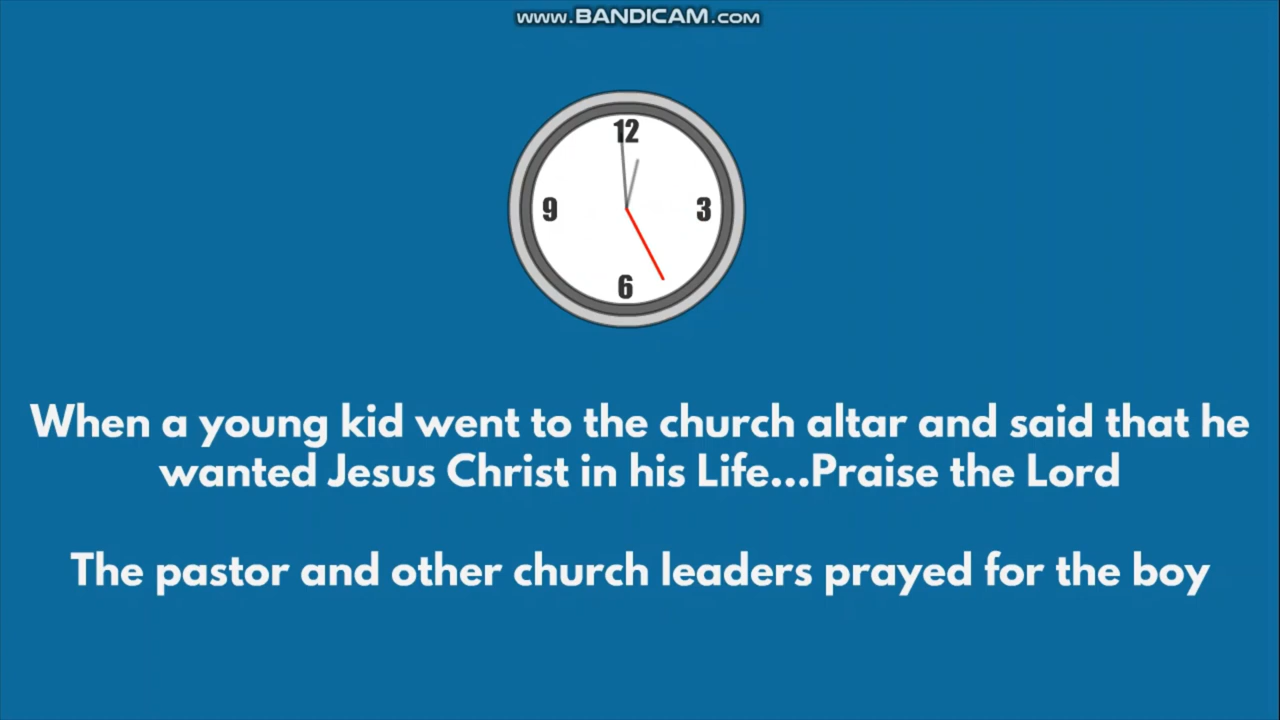 www.BANDICAM.com
12
9
3
6
When a young kid went to the church altar and said that he
wanted Jesus Christ in his Life...Praise the Lord
The pastor and other church leaders prayed for the boy